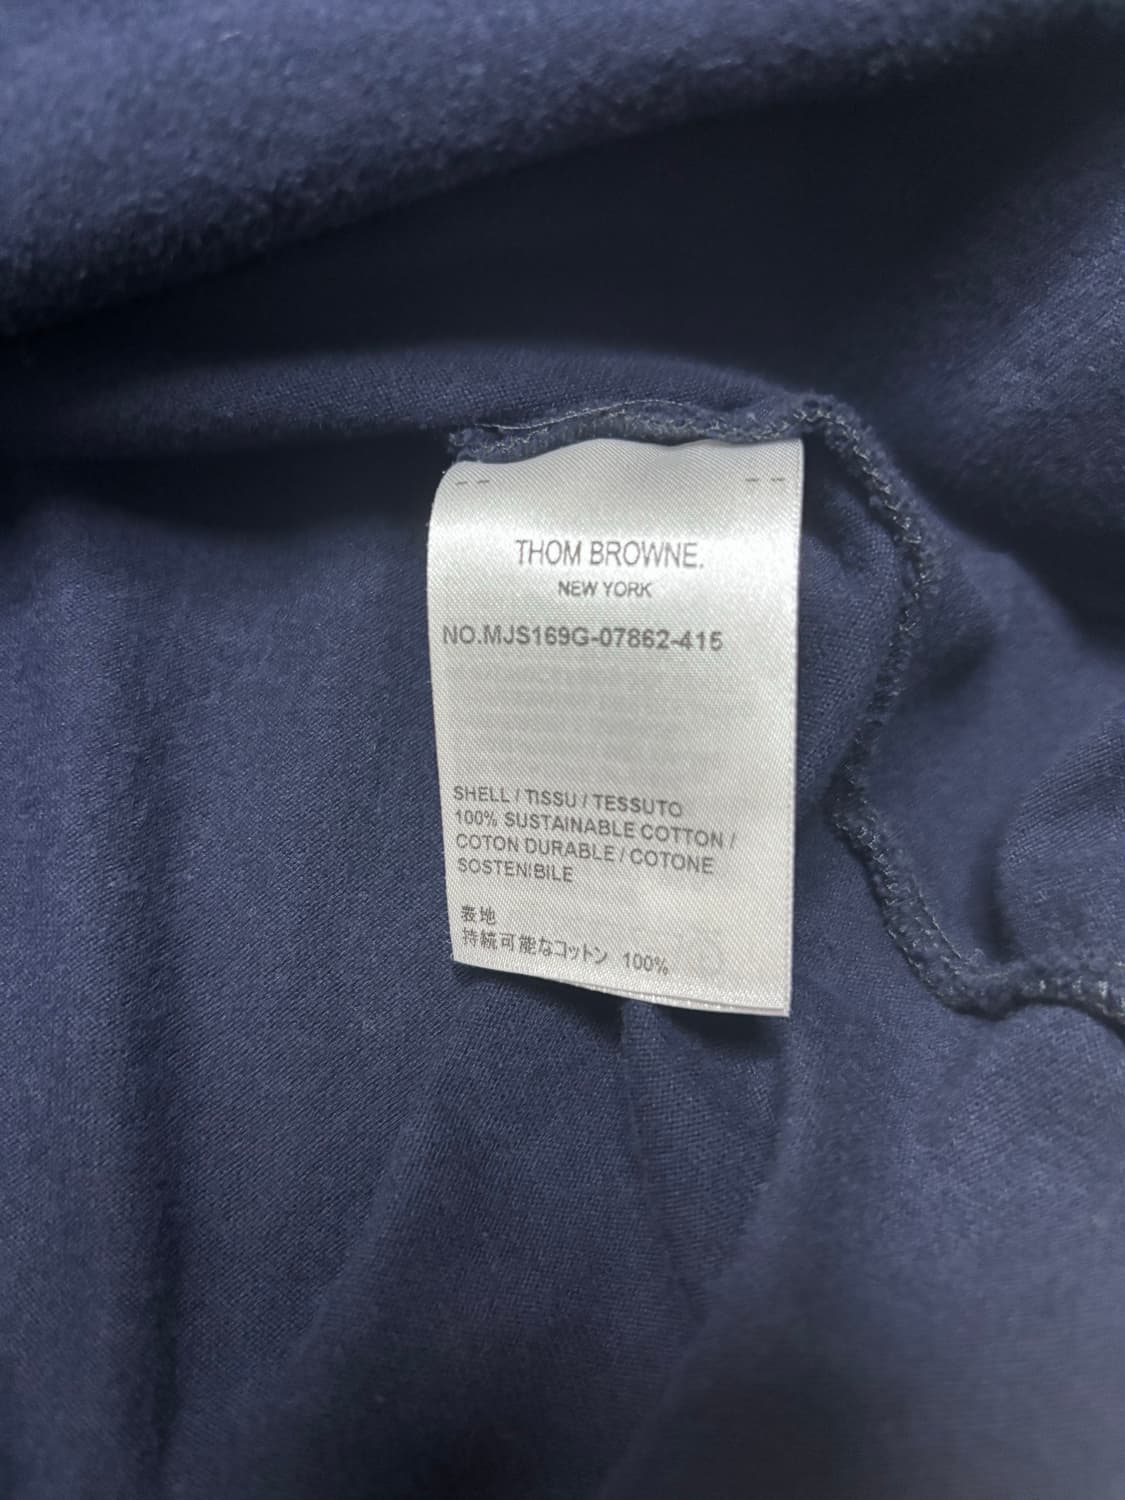 THOM BROWNE.
NEW YORK
NO.MJS169G-07862-415
SHELL / TISSU / TESSUTO
100% SUSTAINABLE COTTON /
COTON DURABLE / COTONE
SOSTENIBILE
表地
持続可能なコットン 100%